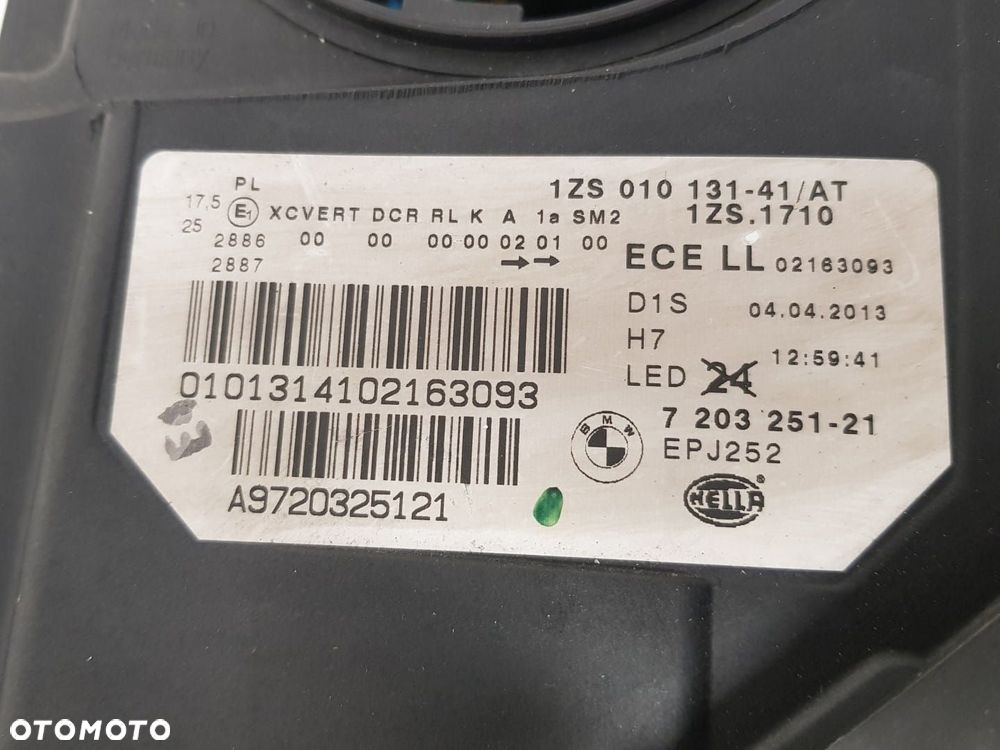 PL
1ZS 010 131-41/AT
17,5 E1 XCVERT DCR RL K A 1a SM2
1ZS.1710
25
2886 00 00 00 00 02 01 00
2887
ECE LL 02163093
D1S 04.04.2013
H7
12:59:41
LED 24
0101314102163093
7 203 251-21
BMW
EPJ252
HELLA®
A9720325121
OTOMOTO